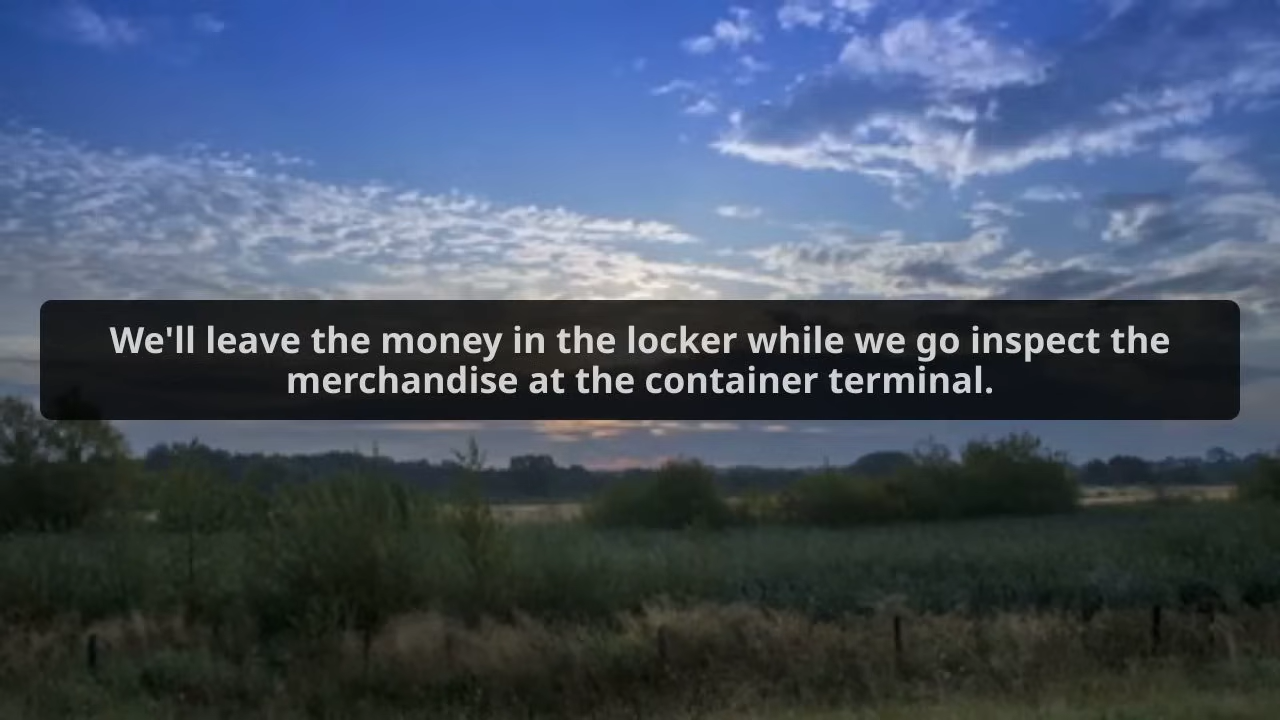 We'll leave the money in the locker while we go inspect the
merchandise at the container terminal.